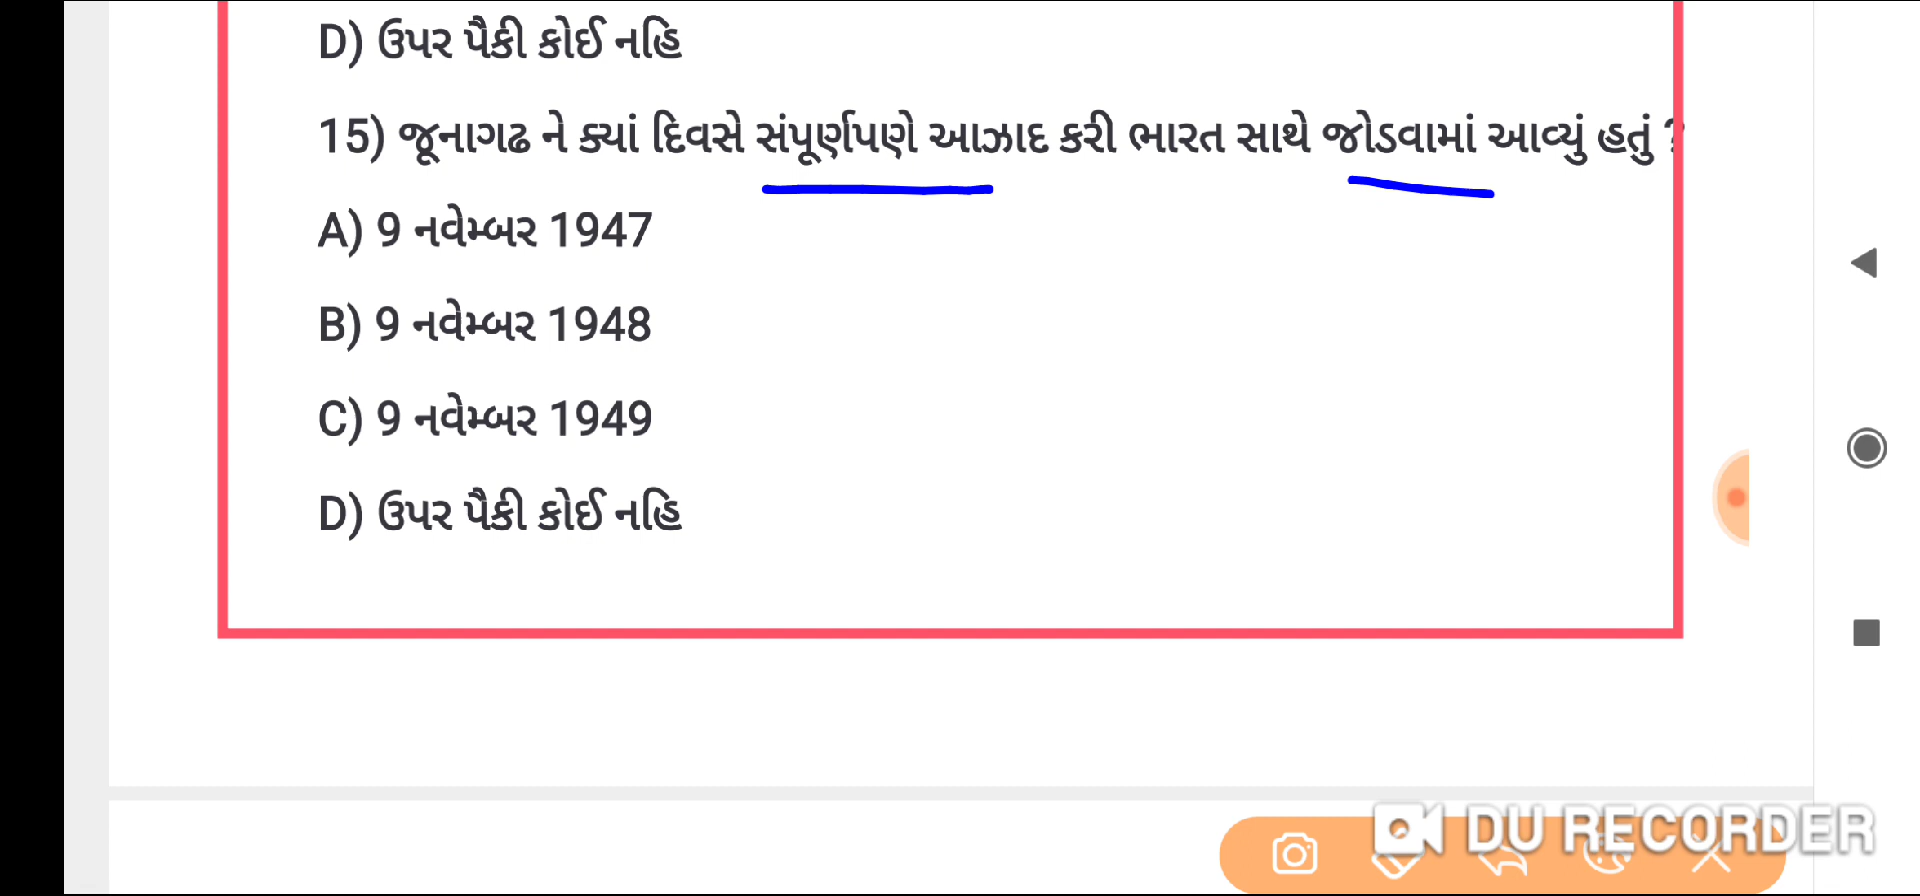 D) ઉપર પૈકી કોઈ નહિ
15) જૂનાગઢ ને ક્યાં દિવસે સંપૂર્ણપણે આઝાદ કરી ભારત સાથે જોડવામાં આવ્યું હતું ?
A) 9 નવેમ્બર 1947
B) 9 નવેમ્બર 1948
C) 9 નવેમ્બર 1949
D) ઉપર પૈકી કોઈ નહિ
DU RECORDER